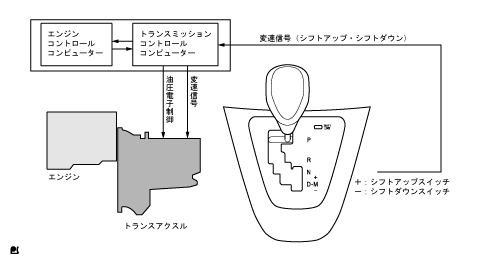 エンジン
コントロール
コンピューター
トランスミッション
コントロール
コンピューター
変速信号（シフトアップ・シフトダウン）
油圧電子制御
変速信号
P
R
N
+
D-M
−
エンジン
トランスアクスル
＋：シフトアップスイッチ
−：シフトダウンスイッチ